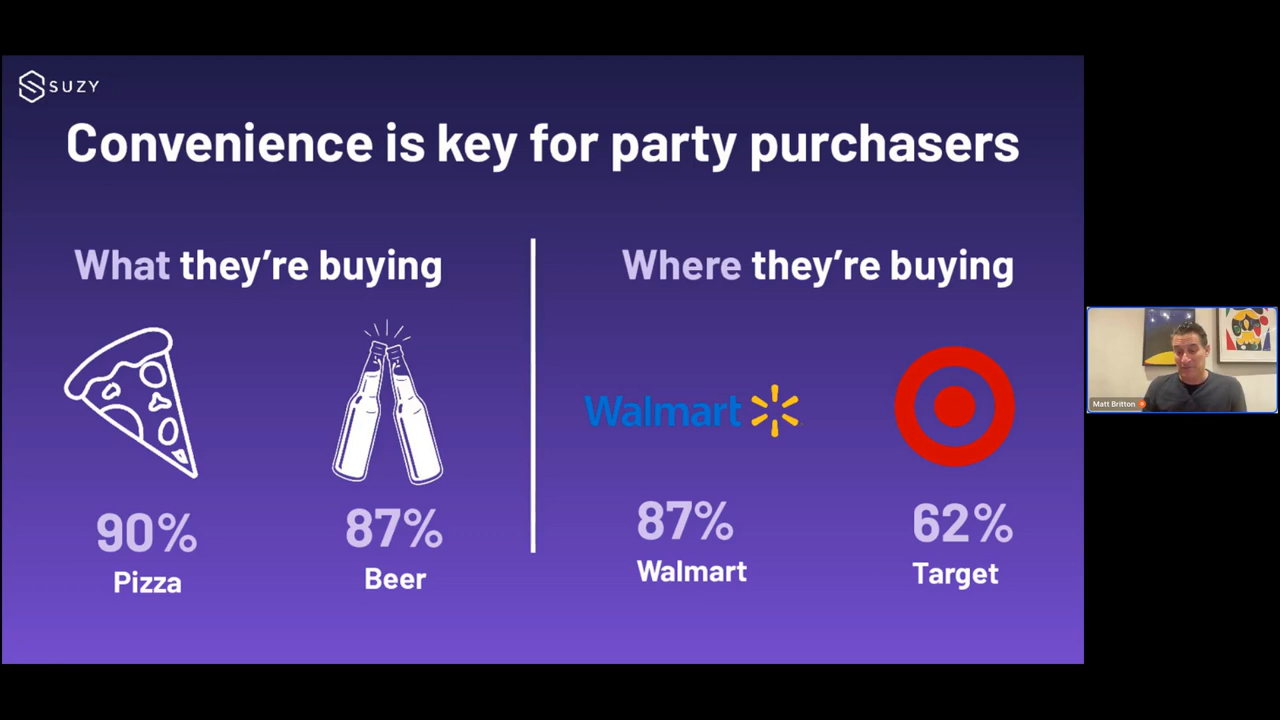 SUZY
Convenience is key for party purchasers
What they're buying
Where they're buying
Walmart
90%
Pizza
87%
Beer
87%
Walmart
62%
Target
Matt Britton